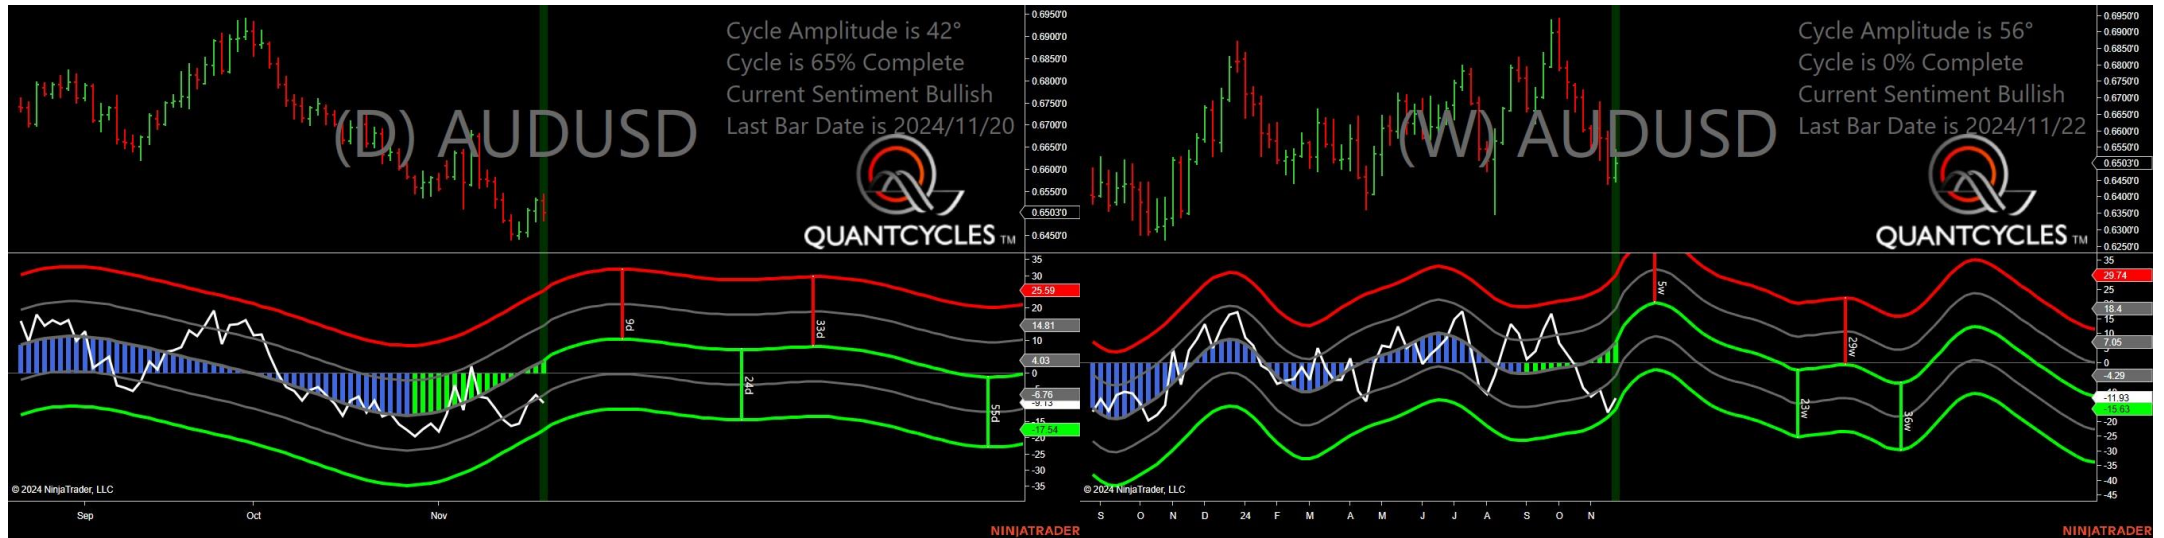 (D) AUDUSD
Cycle Amplitude is 42°
Cycle is 65% Complete
Current Sentiment Bullish
Last Bar Date is 2024/11/20
QUANTCYCLES TM
0.6950'0
0.6900'0
0.6850'0
0.6800'0
0.6750'0
0.6700'0
0.6650'0
0.6600'0
0.6550'0
0.6503'0
0.6450'0
35
30
25.59
20
14.81
10
4.03
0
-6.76
-9.13
-15
-17.54
-20
-25
-30
-35
9d
24d
33d
55d
© 2024 NinjaTrader, LLC
Sep
Oct
Nov
NINJATRADER
(W) AUDUSD
Cycle Amplitude is 56°
Cycle is 0% Complete
Current Sentiment Bullish
Last Bar Date is 2024/11/22
QUANTCYCLES TM
0.6950'0
0.6900'0
0.6850'0
0.6800'0
0.6750'0
0.6700'0
0.6650'0
0.6600'0
0.6550'0
0.6503'0
0.6450'0
0.6400'0
0.6350'0
0.6300'0
0.6250'0
35
29.74
25
18.4
15
10
7.05
0
-4.29
-11.93
-15.63
-20
-25
-30
-35
-40
-45
5w
23w
29w
36w
© 2024 NinjaTrader, LLC
S
O
N
D
24
F
M
A
M
J
J
A
S
O
N
NINJATRADER